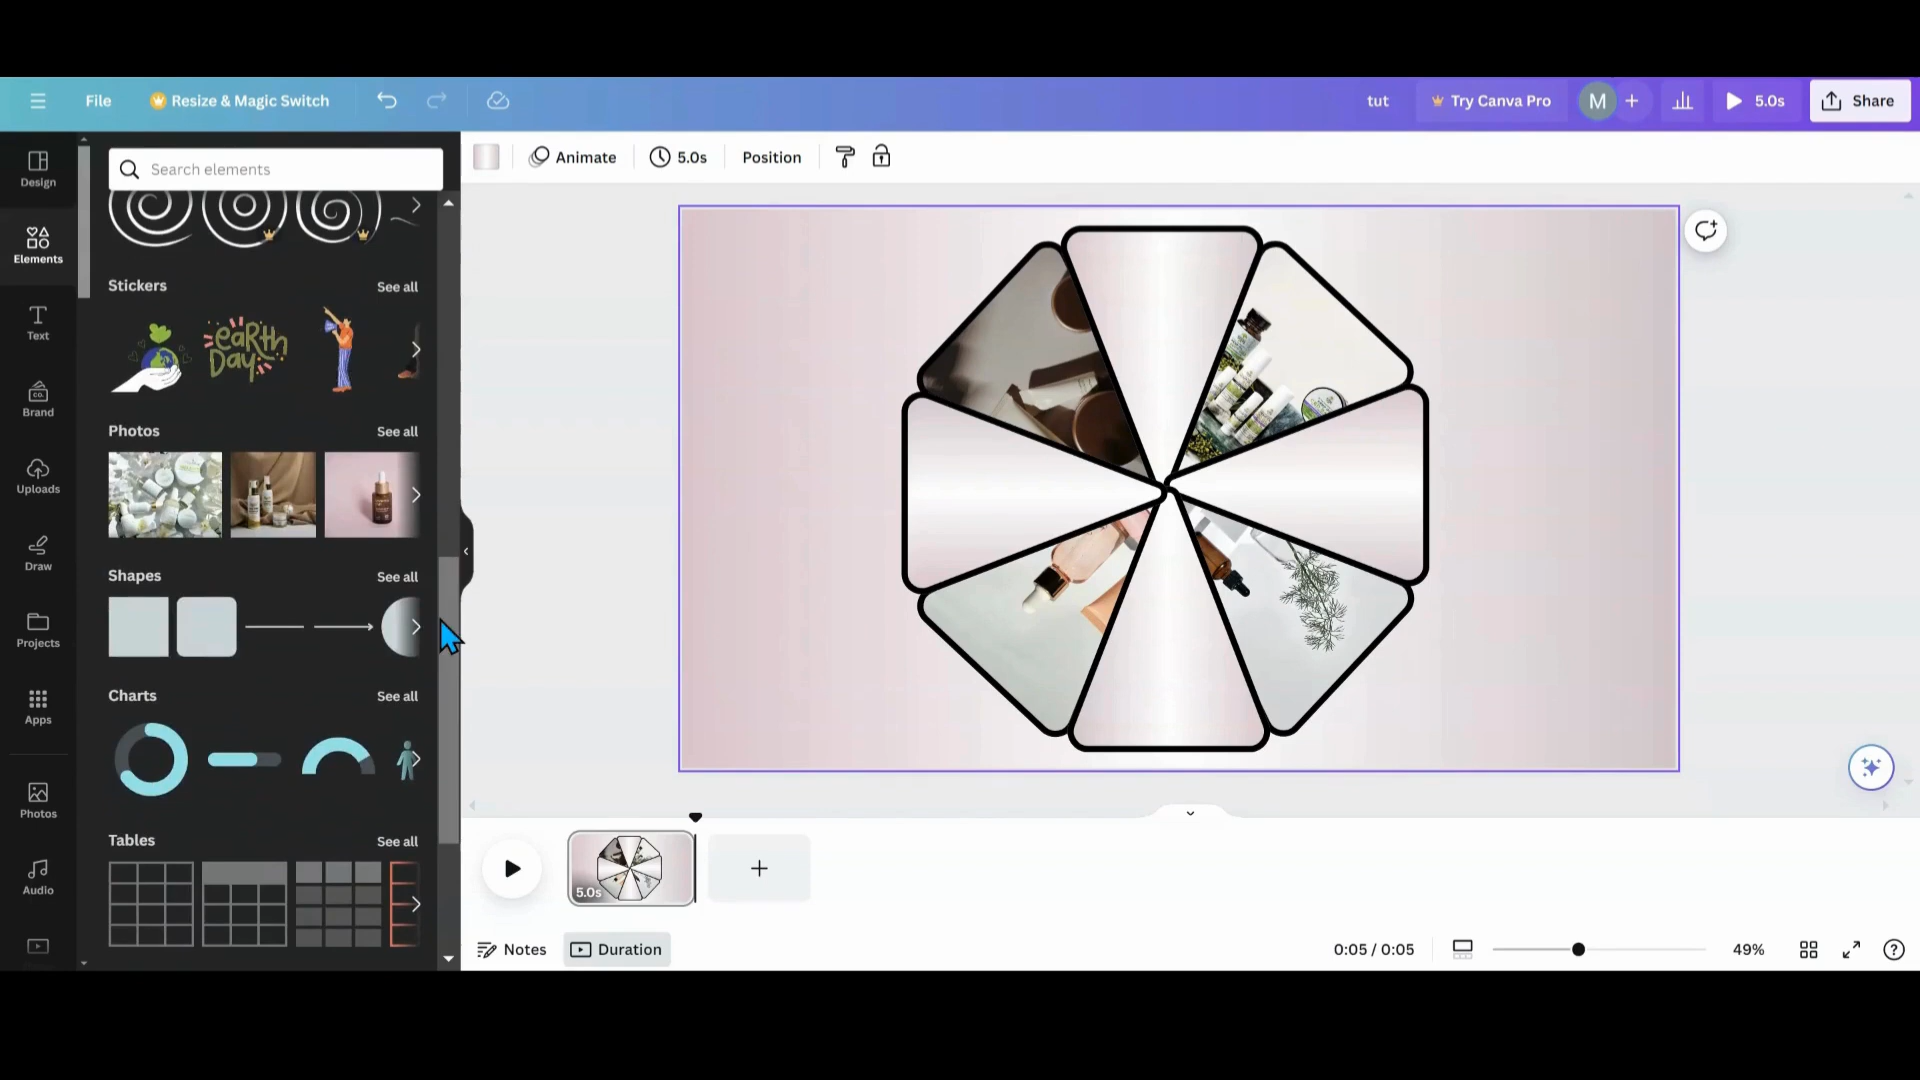 File
Resize & Magic Switch
tut
Try Canva Pro
M
5.0s
Share
Design
Elements
Text
Brand
CO.
Uploads
Draw
Projects
Apps
Photos
Audio
Search elements
Stickers
See all
earth
Day
Photos
See all
Shapes
See all
Charts
See all
Tables
See all
Animate
5.0s
Position
5.0s
Notes
Duration
0:05 / 0:05
49%